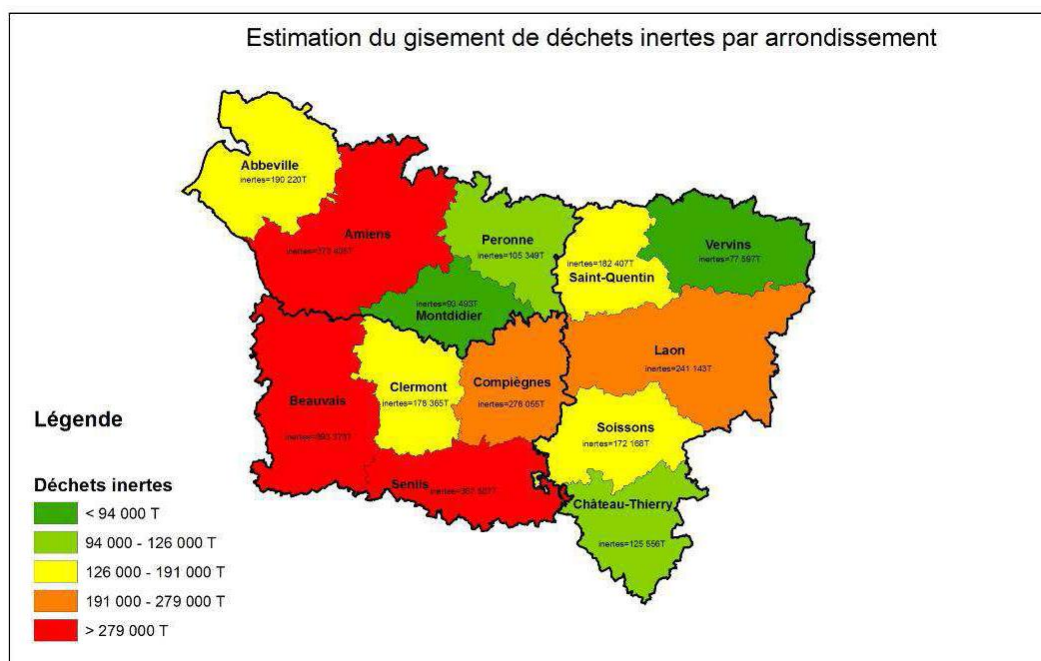 Estimation du gisement de déchets inertes par arrondissement
Abbeville
inertes=190 220T
Amiens
Peronne
inertes=105 349T
inertes=182 407T
Saint-Quentin
Vervins
inertes=77 597T
inertes=93 493T
Montdidier
Laon
inertes=241 143T
Clermont
inertes=178 365T
Compiègnes
inertes=278 055T
Beauvais
Soissons
inertes=172 168T
Senlis
Château-Thierry
inertes=125 556T
Légende
Déchets inertes
< 94 000 T
94 000 - 126 000 T
126 000 - 191 000 T
191 000 - 279 000 T
> 279 000 T